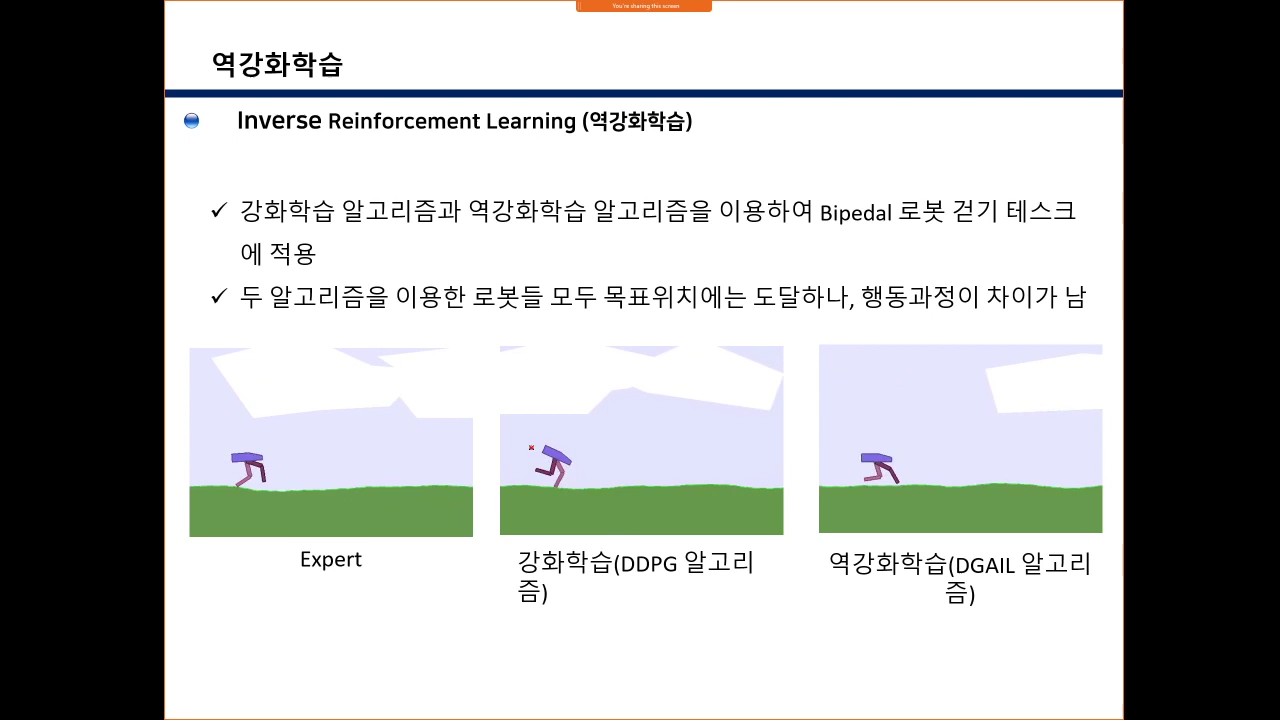 You're sharing this screen
역강화학습
Inverse Reinforcement Learning (역강화학습)
✓ 강화학습 알고리즘과 역강화학습 알고리즘을 이용하여 Bipedal 로봇 걷기 테스크
에 적용
✓ 두 알고리즘을 이용한 로봇들 모두 목표위치에는 도달하나, 행동과정이 차이가 남
Expert
강화학습(DDPG 알고리
즘)
역강화학습(DGAIL 알고리
즘)